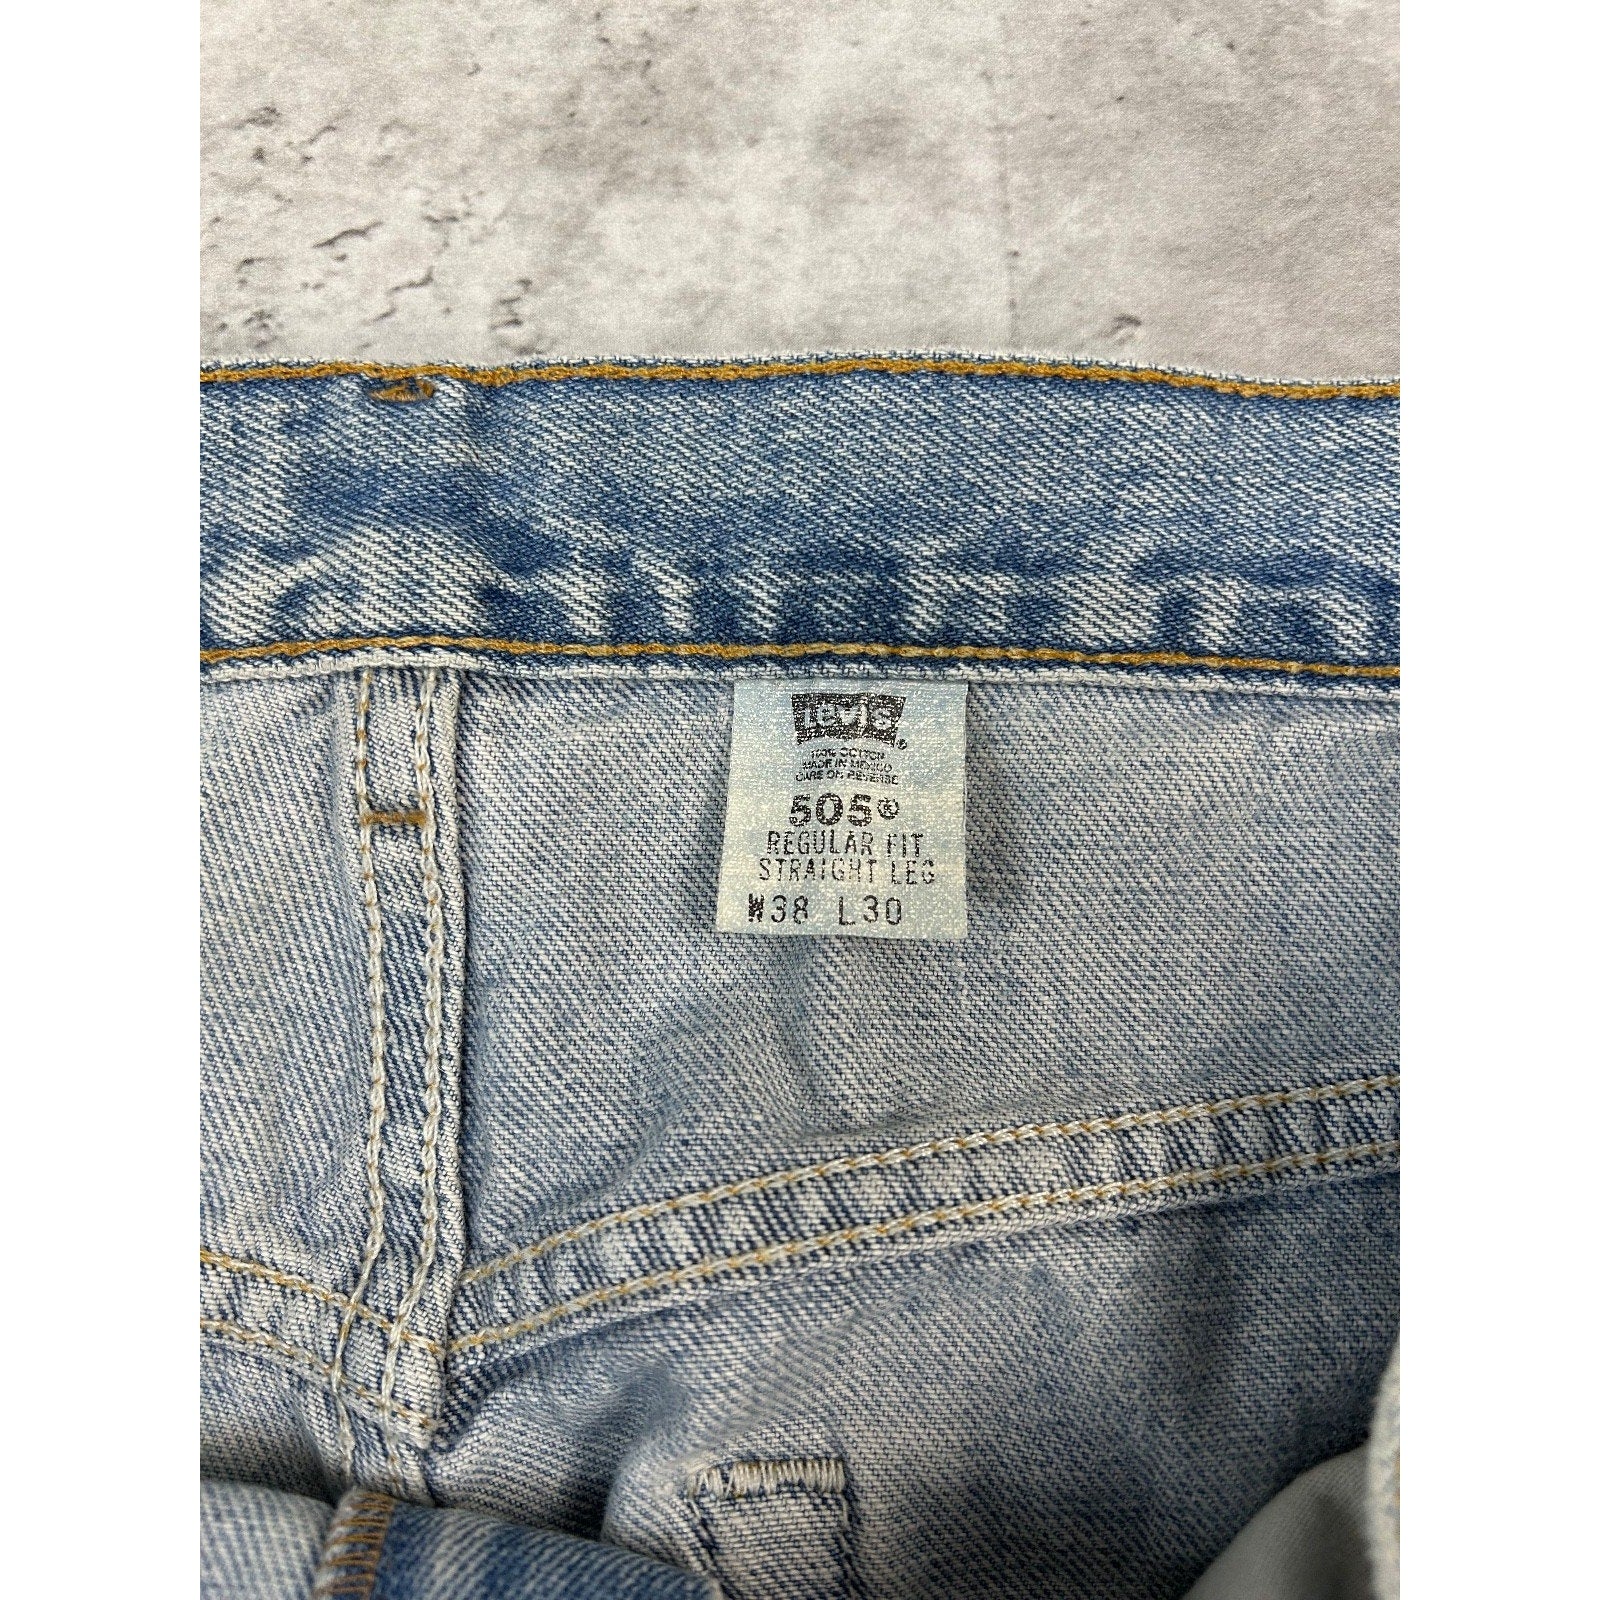 Levi's ®
100% COTTON
MADE IN MEXICO
CARE ON REVERSE
505®
REGULAR FIT
STRAIGHT LEG
W38 L30